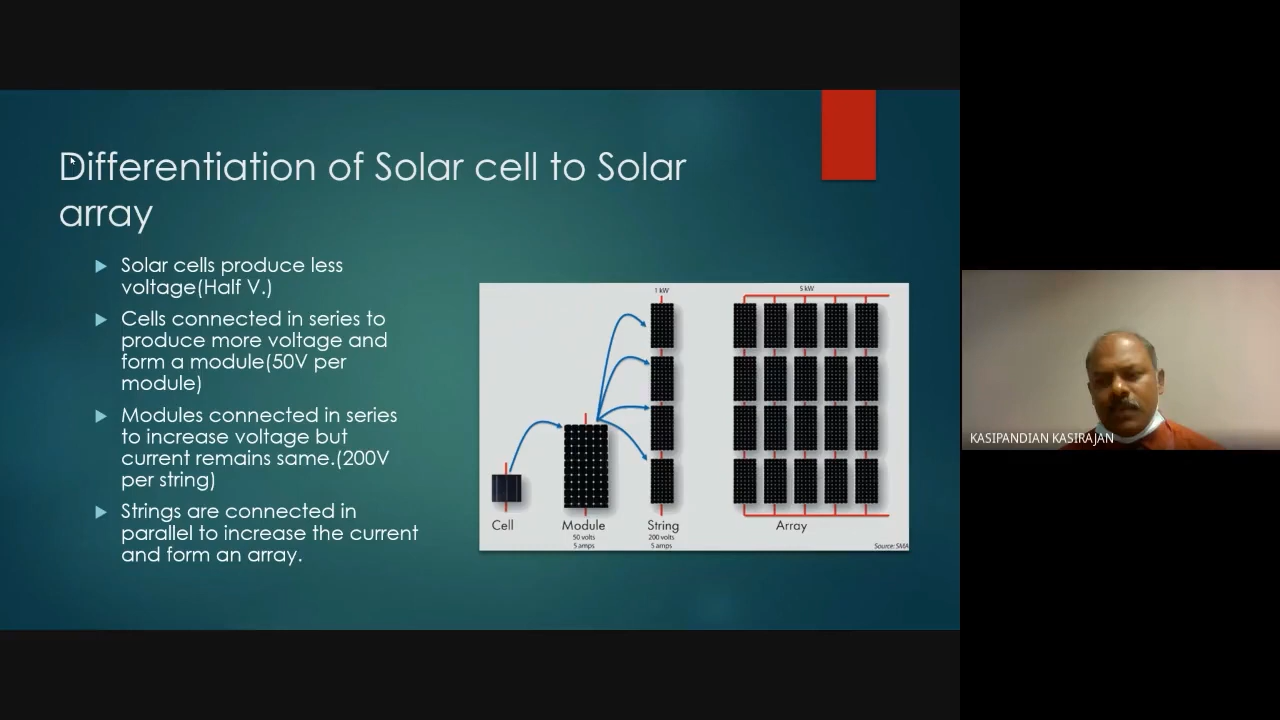 Differentiation of Solar cell to Solar
array
Solar cells produce less
voltage(Half V.)
Cells connected in series to
produce more voltage and
form a module(50V per
module)
Modules connected in series
to increase voltage but
current remains same.(200V
per string)
Strings are connected in
parallel to increase the current
and form an array.
1 kW
5 kW
Cell
Module
50 volts
5 amps
String
200 volts
5 amps
Array
Source: SMA
KASIPANDIAN KASIRAJAN